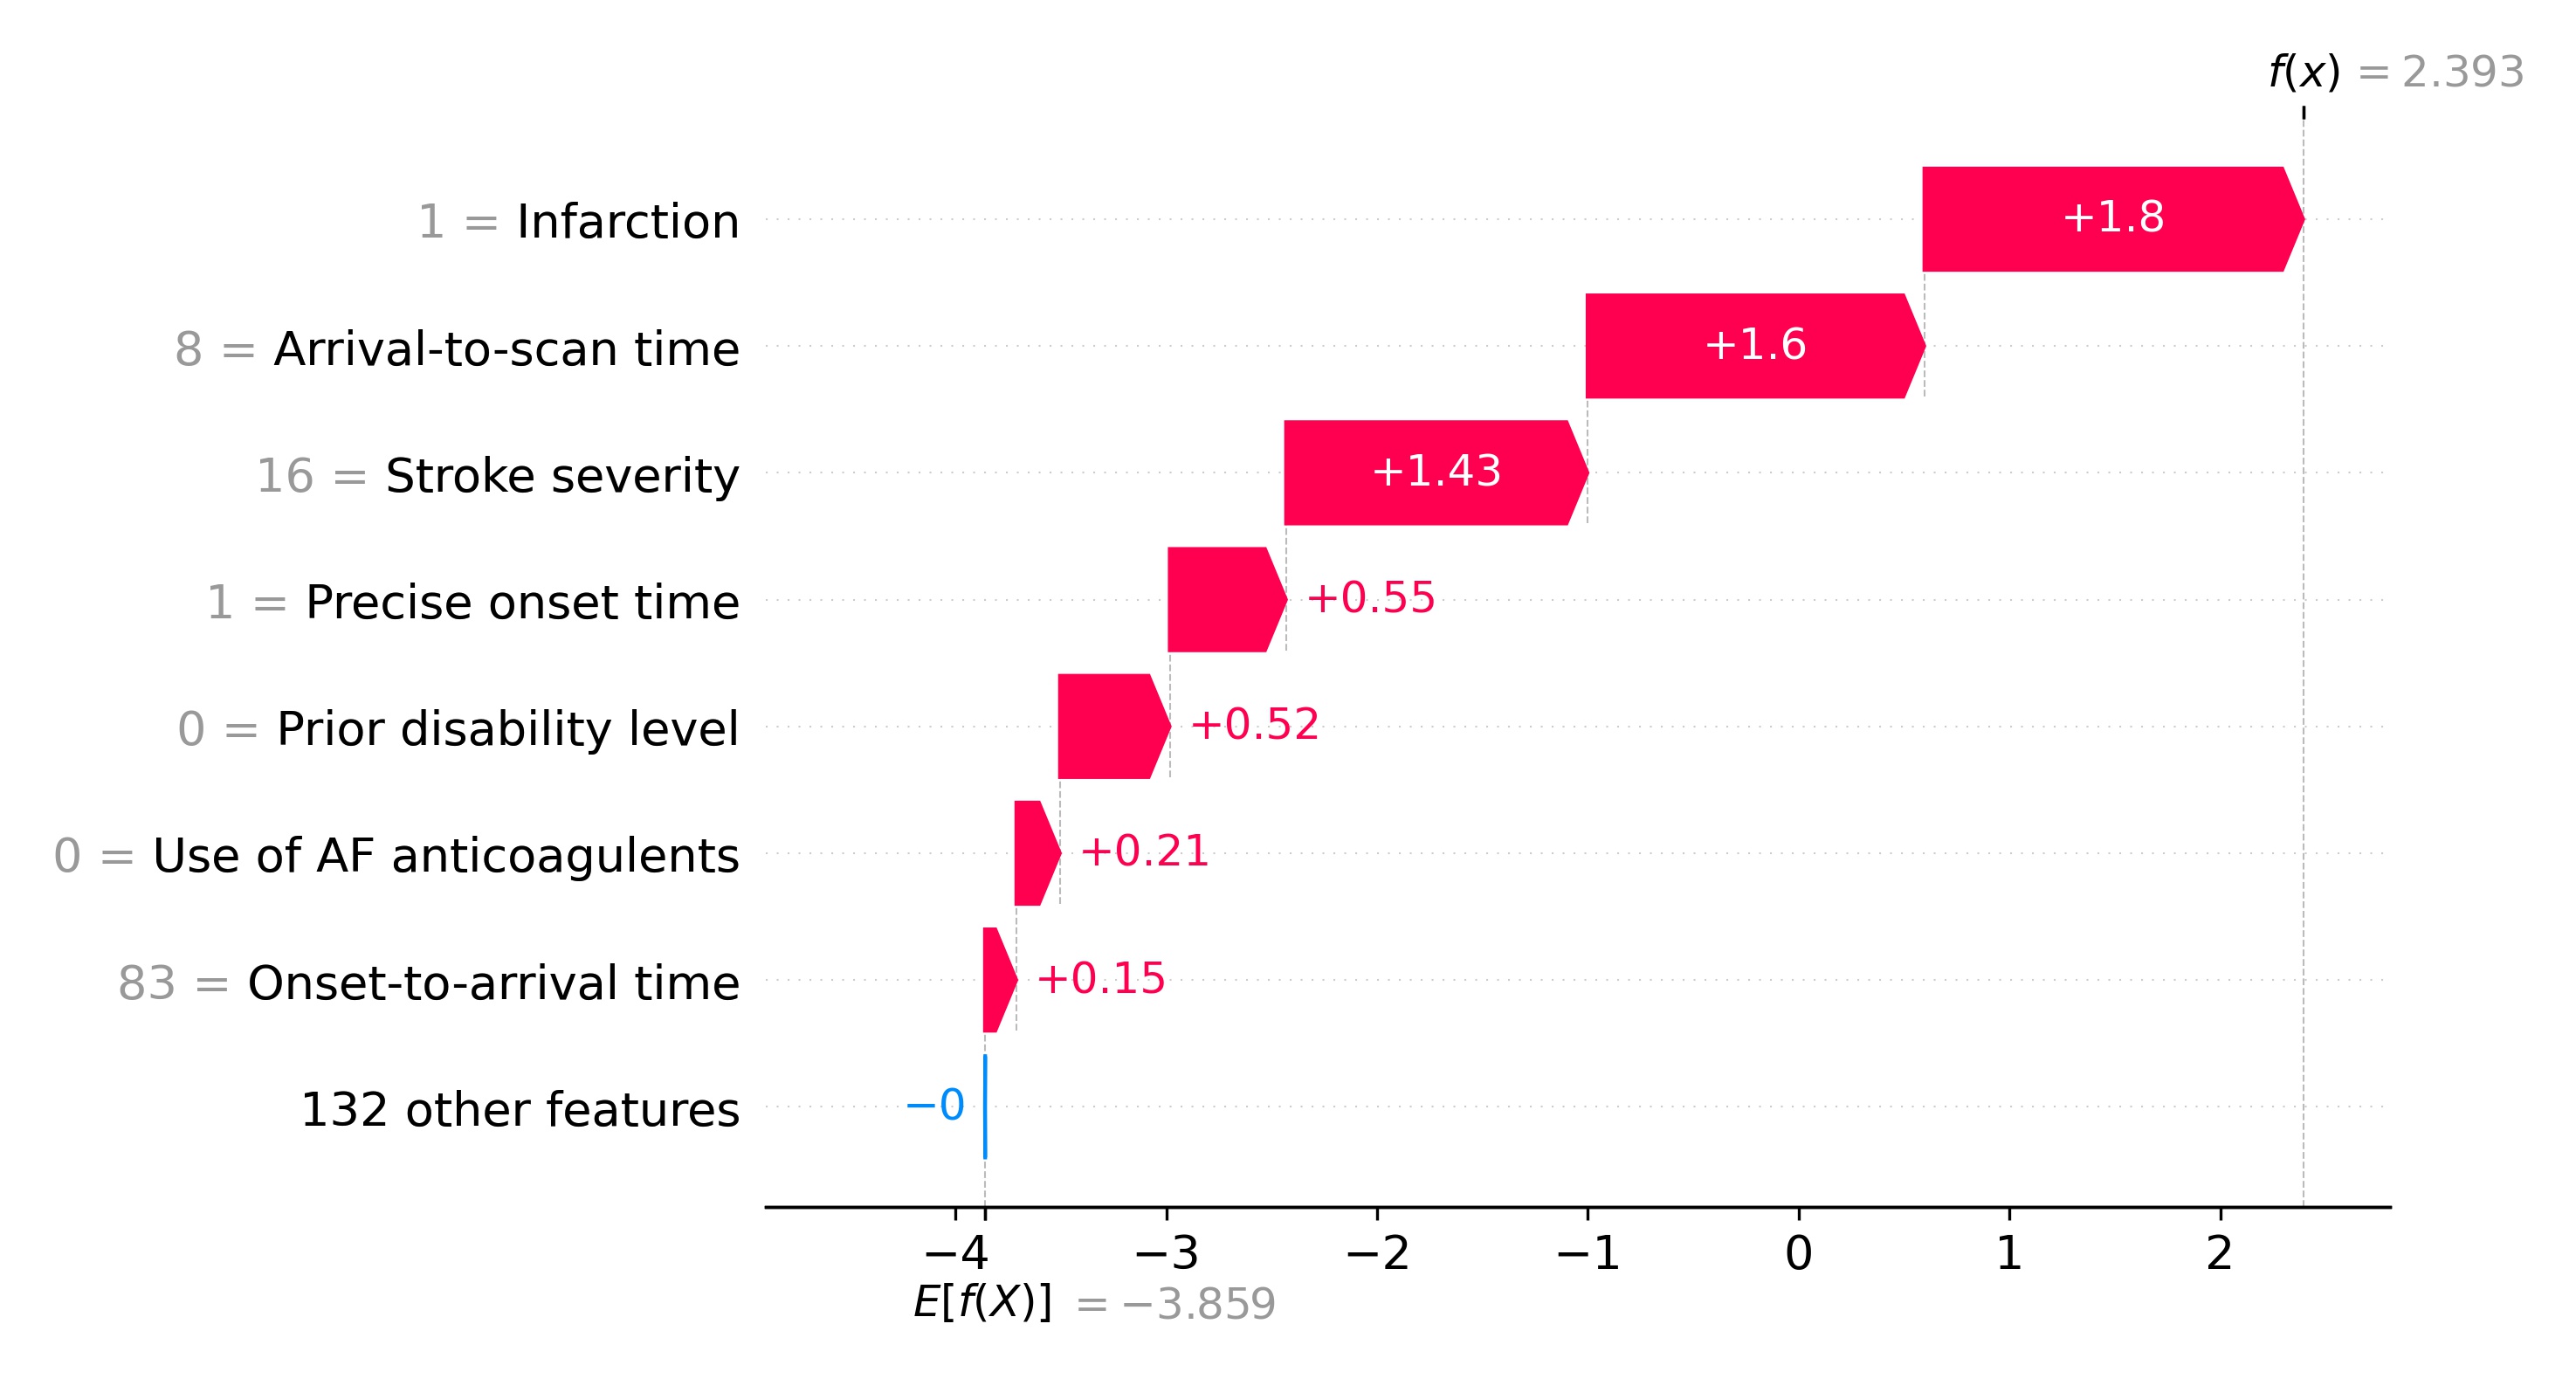 f(x) = 2.393
1 = Infarction +1.8
8 = Arrival-to-scan time +1.6
16 = Stroke severity +1.43
1 = Precise onset time +0.55
0 = Prior disability level +0.52
0 = Use of AF anticoagulents +0.21
83 = Onset-to-arrival time +0.15
132 other features −0
−4 −3 −2 −1 0 1 2
E[f(X)] = −3.859